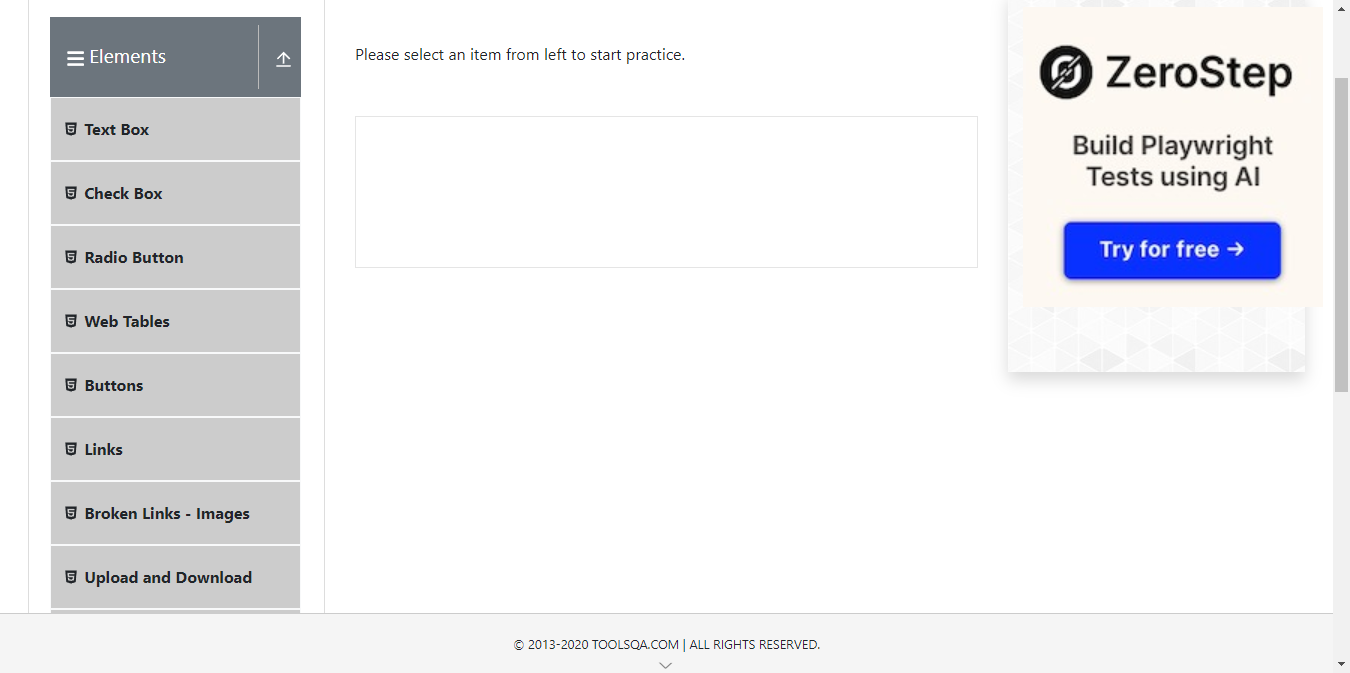 Elements
Text Box
Check Box
Radio Button
Web Tables
Buttons
Links
Broken Links - Images
Upload and Download
Please select an item from left to start practice.
ZeroStep
Build Playwright
Tests using AI
Try for free →
© 2013-2020 TOOLSQA.COM | ALL RIGHTS RESERVED.